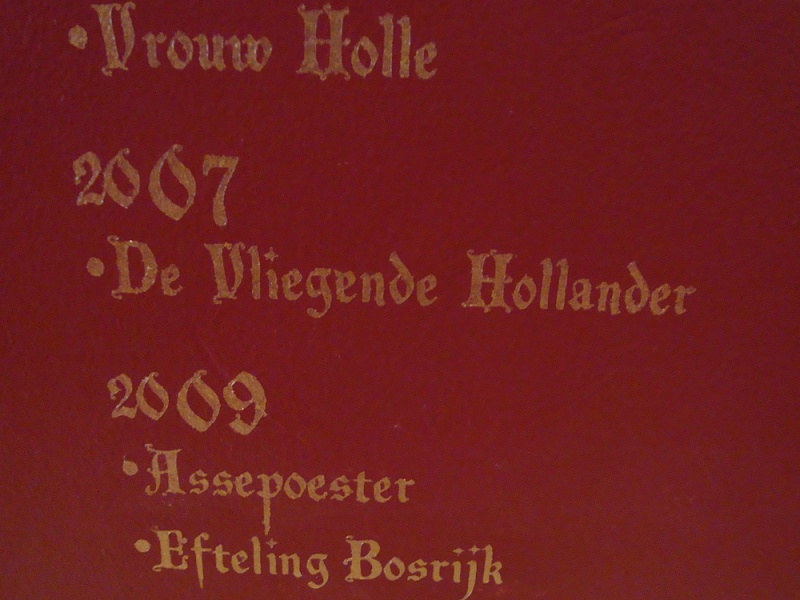 •Vrouw Holle
2007
•De Vliegende Hollander
2009
•Assepoester
•Efteling Bosrijk